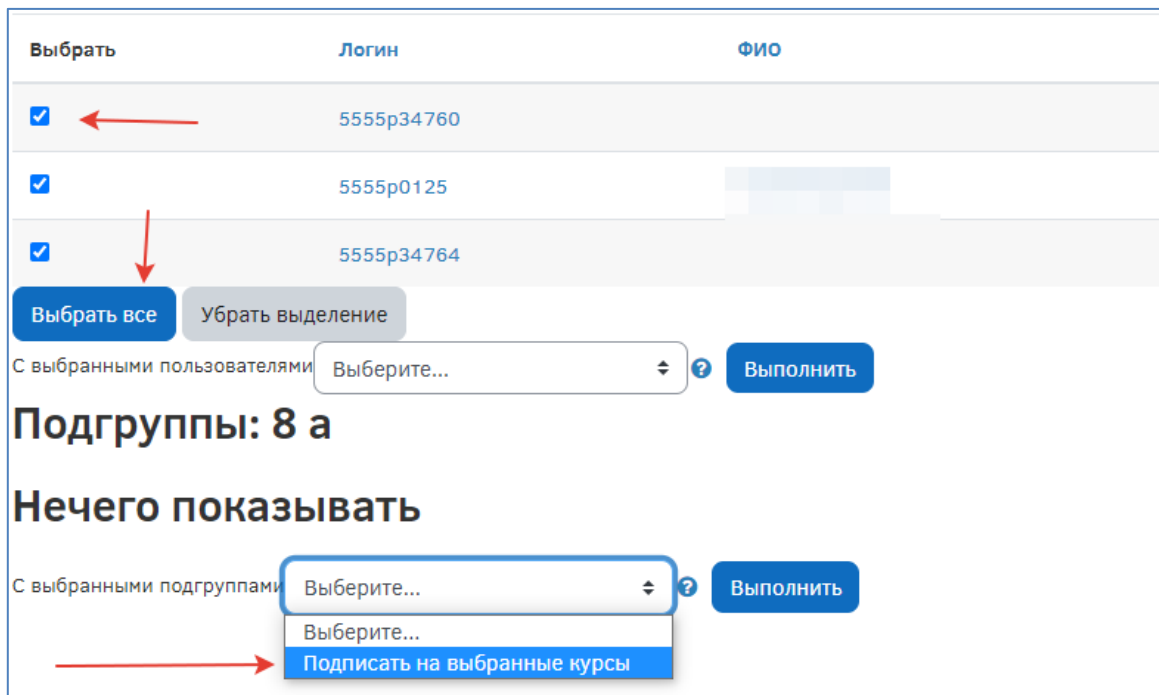 Выбрать Логин ФИО
5555p34760
5555p0125
5555p34764
Выбрать все Убрать выделение
С выбранными пользователями Выберите... Выполнить
Подгруппы: 8 а
Нечего показывать
С выбранными подгруппами Выберите... Выполнить
Выберите...
Подписать на выбранные курсы